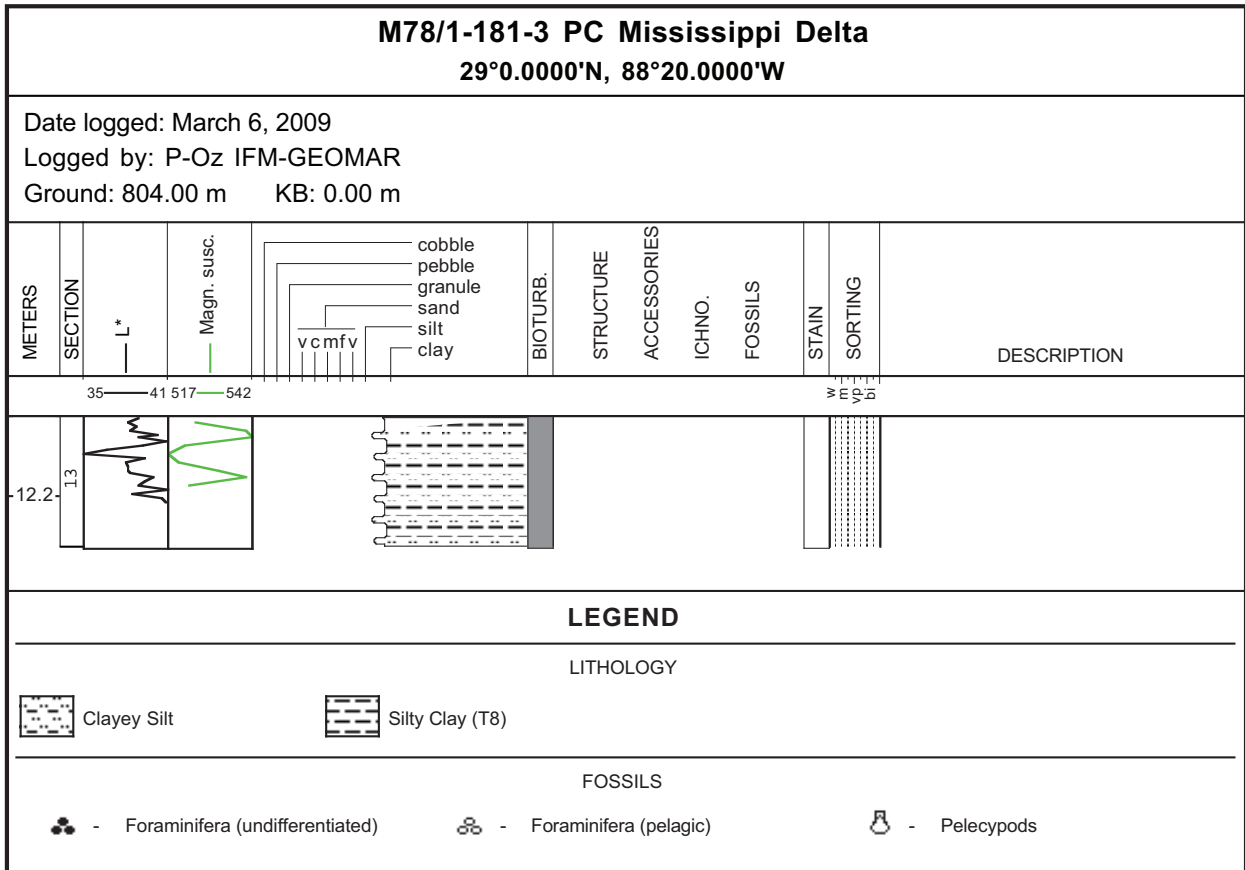 M78/1-181-3 PC Mississippi Delta
29°0.0000'N, 88°20.0000'W
Date logged: March 6, 2009
Logged by: P-Oz IFM-GEOMAR
Ground: 804.00 m KB: 0.00 m
METERS
SECTION
L*
Magn. susc.
cobble
pebble
granule
sand
silt
clay
v c m f v
BIOTURB.
STRUCTURE
ACCESSORIES
ICHNO.
FOSSILS
STAIN
SORTING
DESCRIPTION
35 41 517 542
w
m
vp
bi
13
12.2
LEGEND
LITHOLOGY
Clayey Silt
Silty Clay (T8)
FOSSILS
- Foraminifera (undifferentiated)
- Foraminifera (pelagic)
- Pelecypods